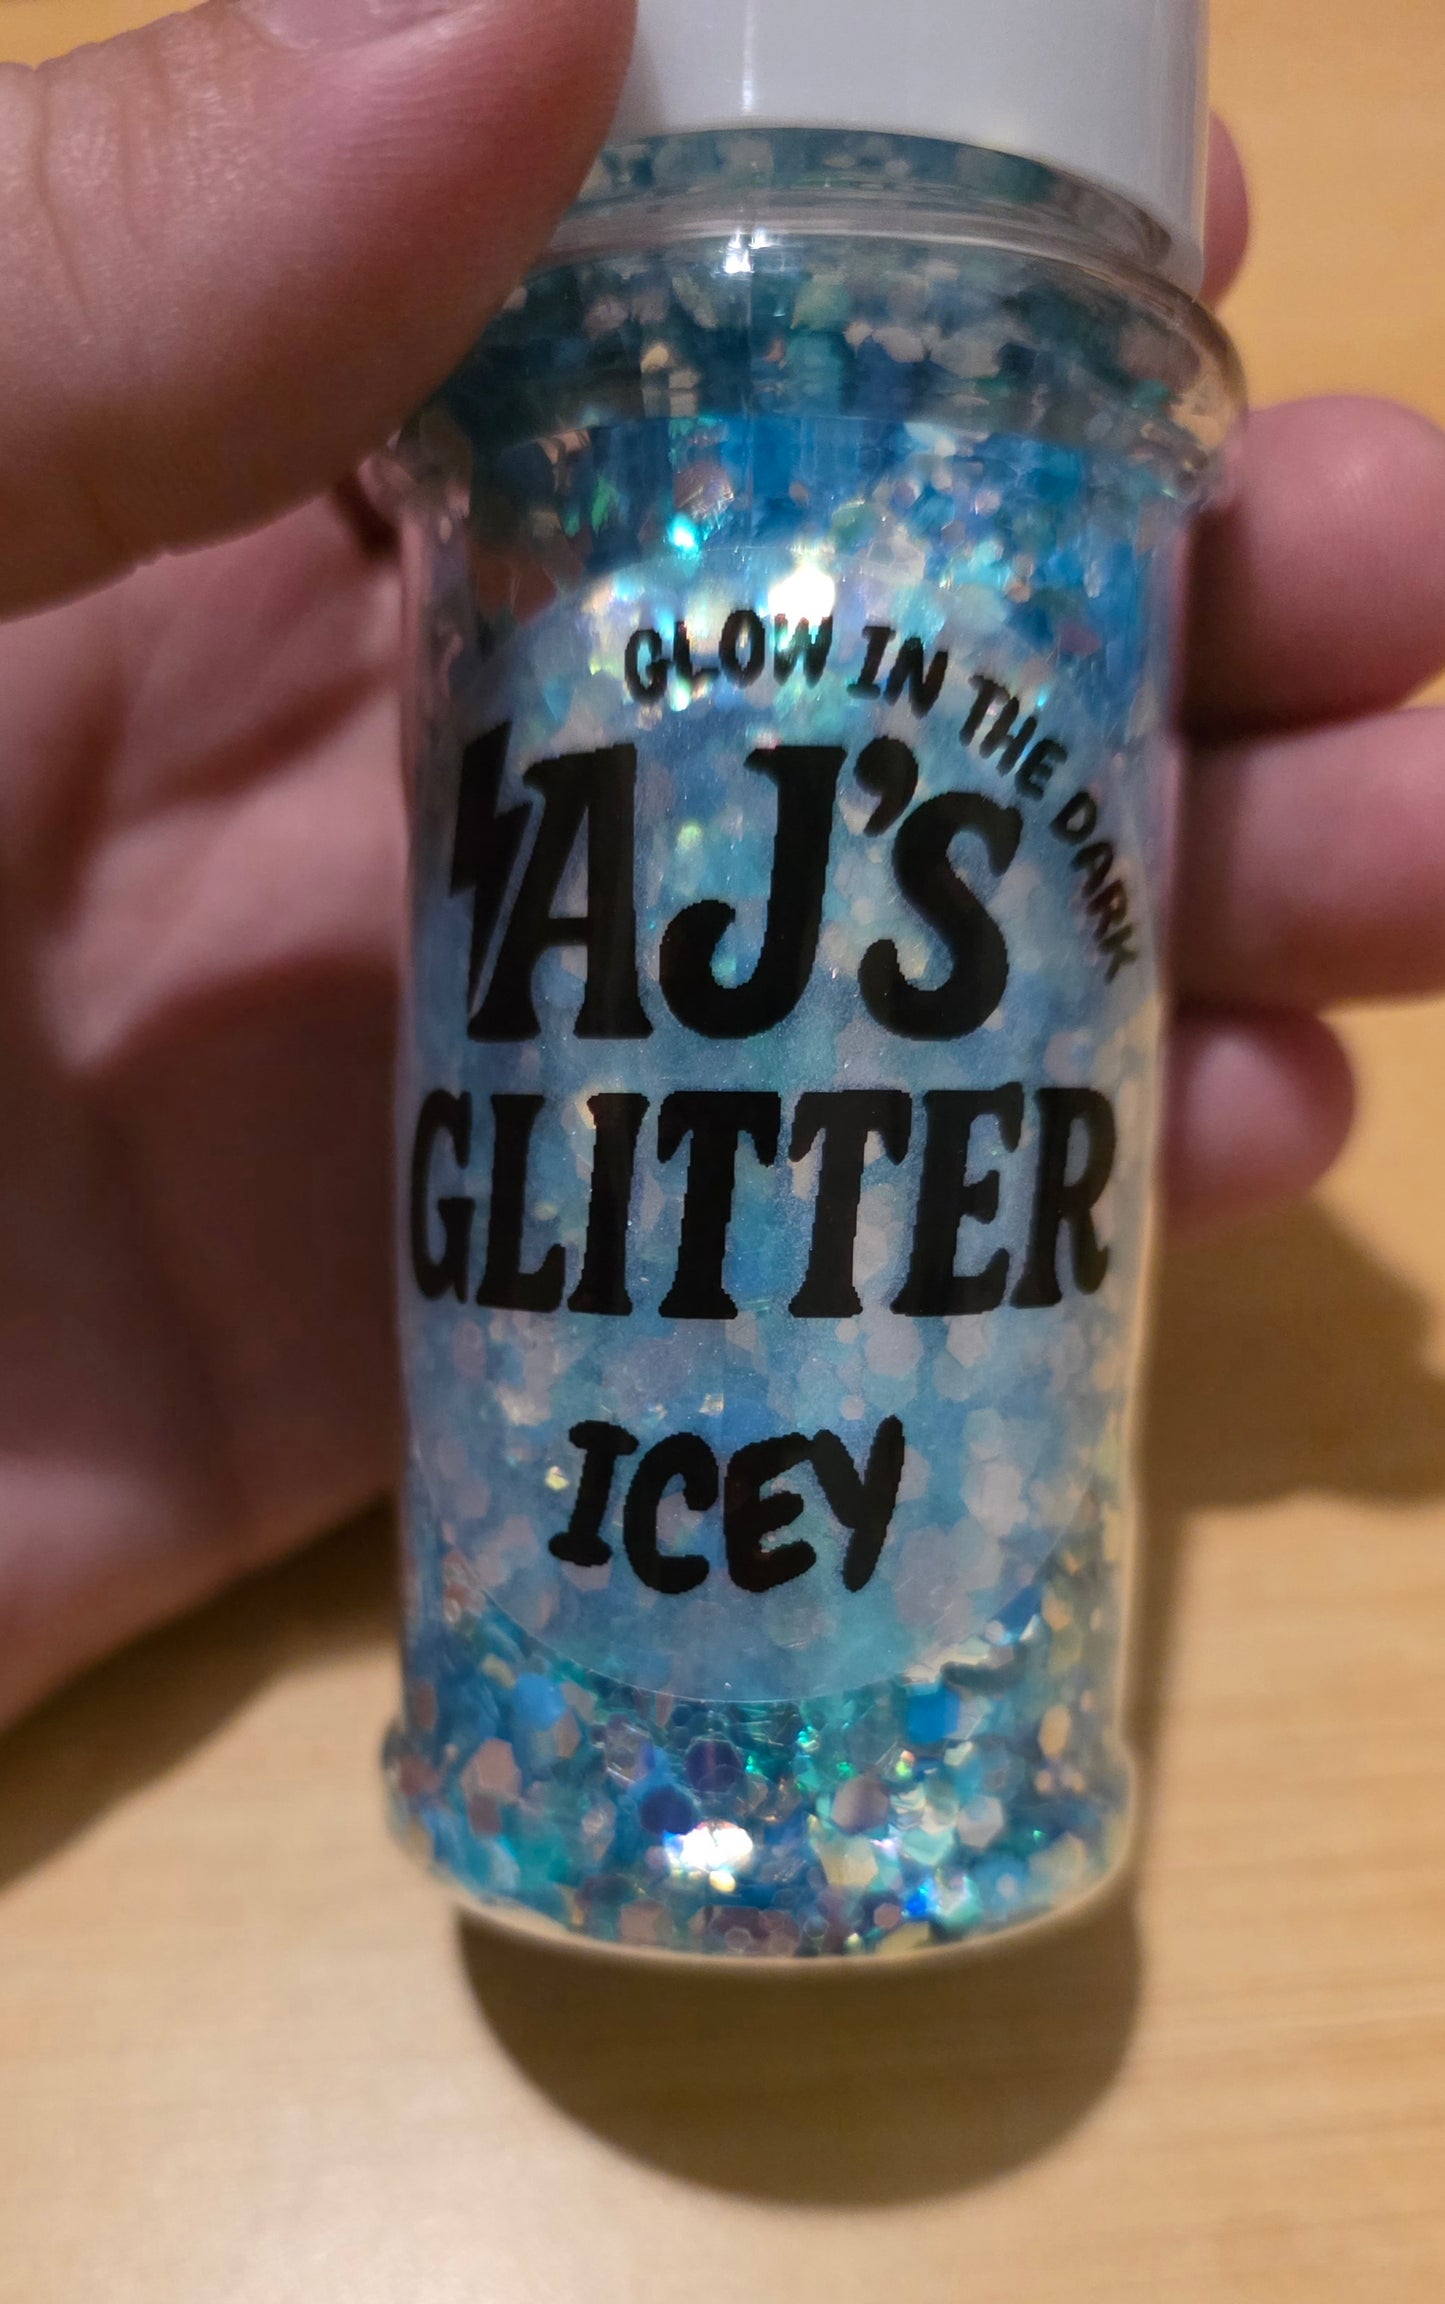 GLOW IN THE DARK
AJ'S
GLITTER
ICEY